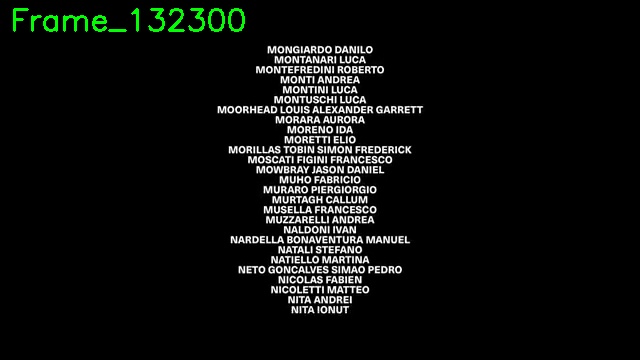 Frame_132300
MONGIARDO DANILO
MONTANARI LUCA
MONTEFREDINI ROBERTO
MONTI ANDREA
MONTINI LUCA
MONTUSCHI LUCA
MOORHEAD LOUIS ALEXANDER GARRETT
MORARA AURORA
MORENO IDA
MORETTI ELIO
MORILLAS TOBIN SIMON FREDERICK
MOSCATI FIGINI FRANCESCO
MOWBRAY JASON DANIEL
MUHO FABRICIO
MURARO PIERGIORGIO
MURTAGH CALLUM
MUSELLA FRANCESCO
MUZZARELLI ANDREA
NALDONI IVAN
NARDELLA BONAVENTURA MANUEL
NATALI STEFANO
NATIELLO MARTINA
NETO GONCALVES SIMAO PEDRO
NICOLAS FABIEN
NICOLETTI MATTEO
NITA ANDREI
NITA IONUT